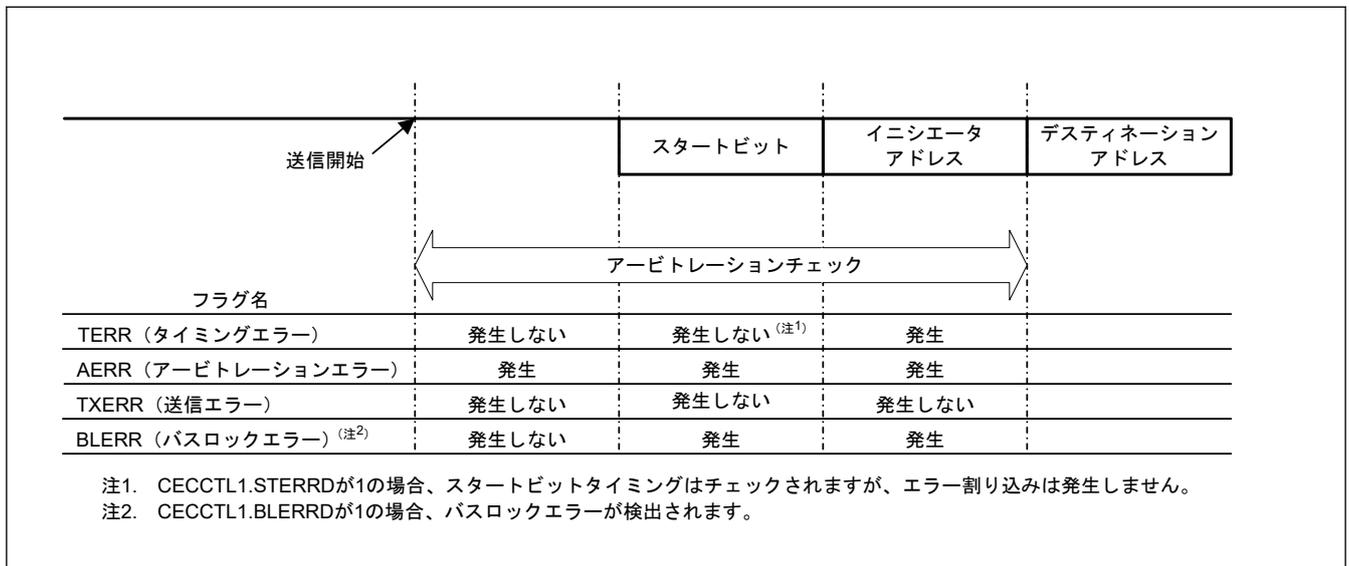 送信開始
スタートビット
イニシエータ
アドレス
デスティネーション
アドレス
アービトレーションチェック
フラグ名
TERR（タイミングエラー） 発生しない 発生しない（注1） 発生
AERR（アービトレーションエラー） 発生 発生 発生
TXERR（送信エラー） 発生しない 発生しない 発生しない
BLERR（バスロックエラー）（注2） 発生しない 発生 発生
注1. CECCTL1.STERRDが1の場合、スタートビットタイミングはチェックされますが、エラー割り込みは発生しません。
注2. CECCTL1.BLERRDが1の場合、バスロックエラーが検出されます。